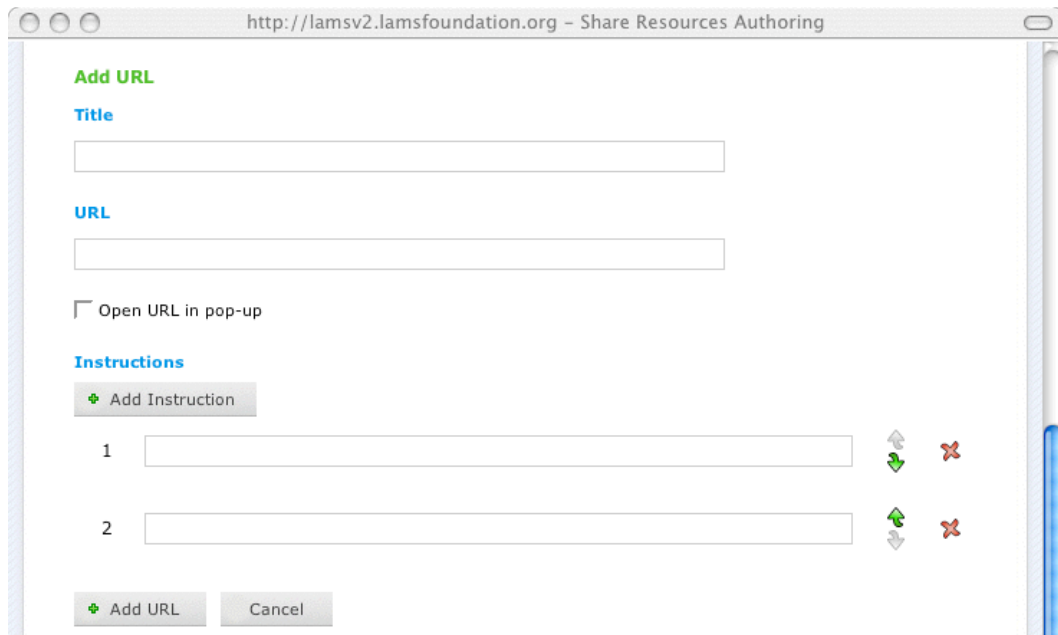 http://lamsv2.lamsfoundation.org – Share Resources Authoring
Add URL
Title
URL
Open URL in pop-up
Instructions
Add Instruction
1
2
Add URL Cancel